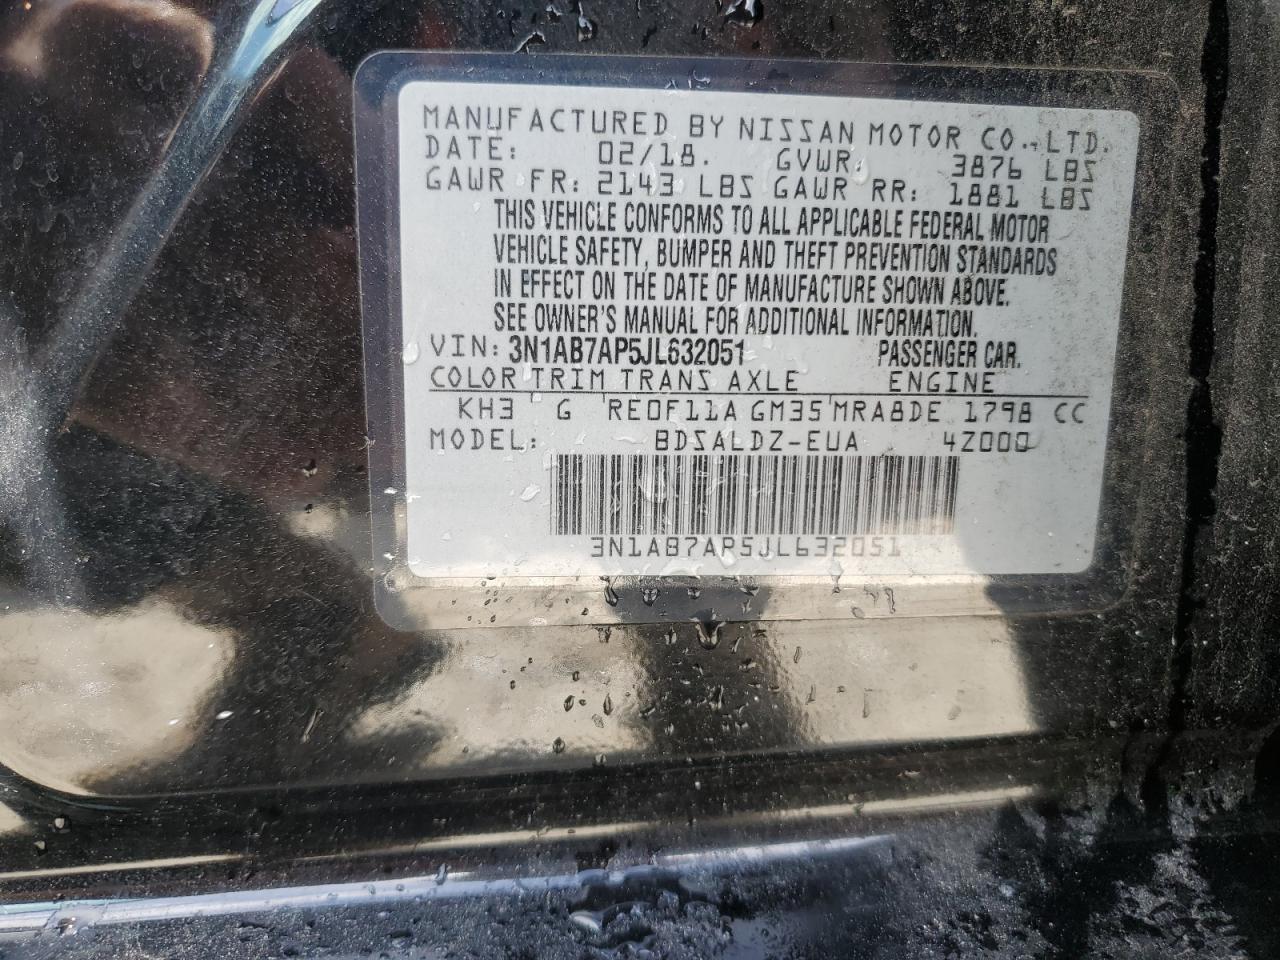 MANUFACTURED BY NISSAN MOTOR CO., LTD.
DATE: 02/18. GVWR: 3876 LBS
GAWR FR: 2143 LBS GAWR RR: 1881 LBS
THIS VEHICLE CONFORMS TO ALL APPLICABLE FEDERAL MOTOR
VEHICLE SAFETY, BUMPER AND THEFT PREVENTION STANDARDS
IN EFFECT ON THE DATE OF MANUFACTURE SHOWN ABOVE.
SEE OWNER'S MANUAL FOR ADDITIONAL INFORMATION.
VIN: 3N1AB7AP5JL632051 PASSENGER CAR.
COLOR TRIM TRANS AXLE ENGINE
KH3 G RE0F11A GM35 MRA8DE 1798 CC
MODEL: BDSALDZ-EUA 4Z000
3N1AB7AP5JL632051